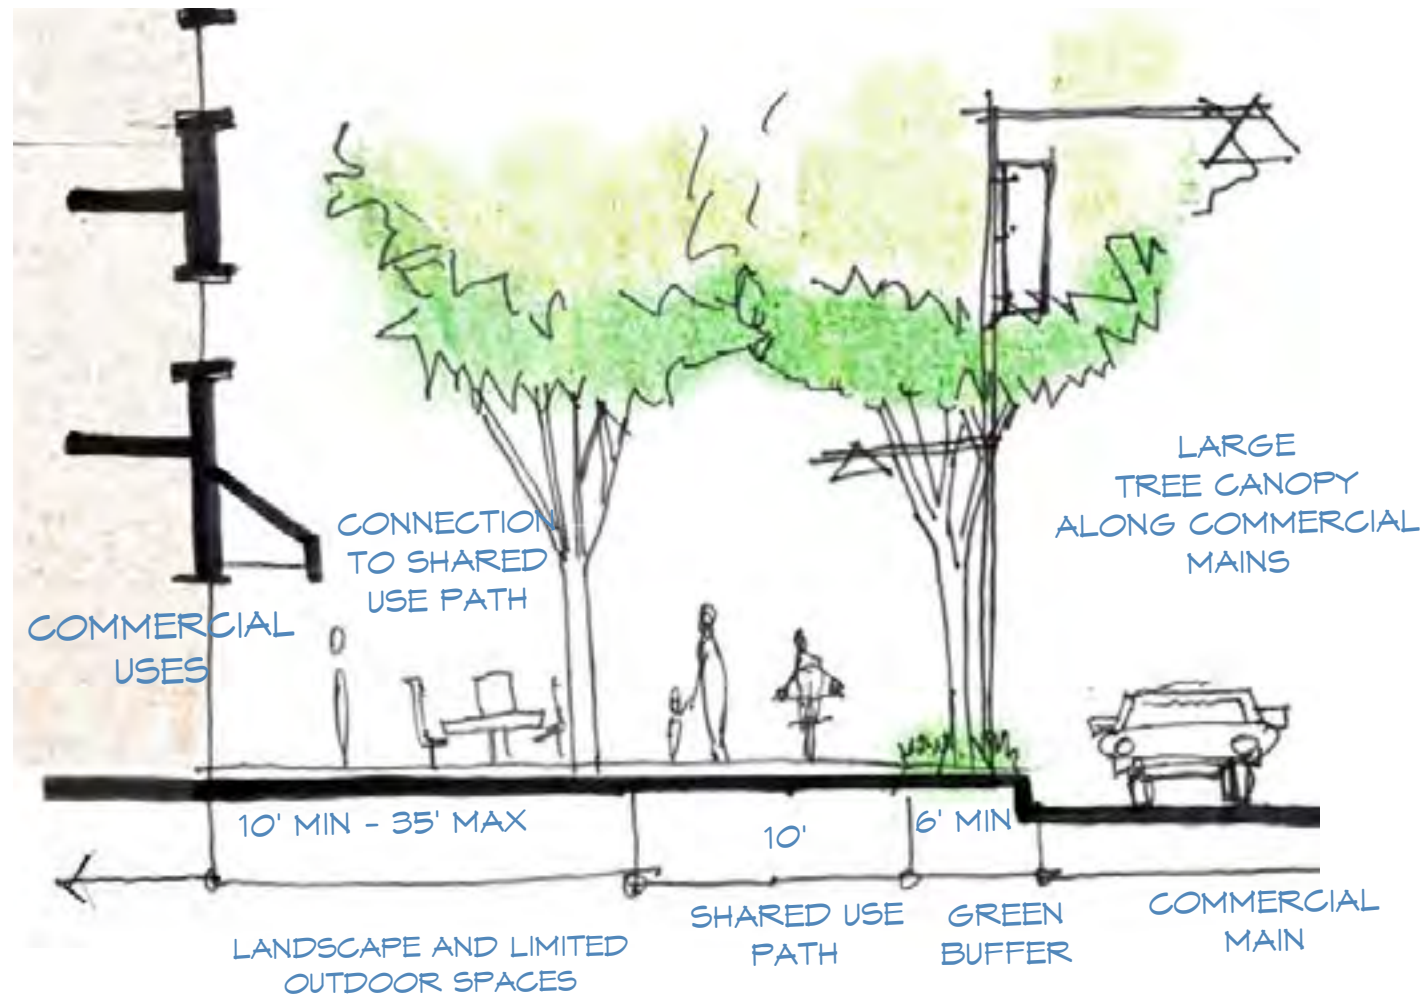 LARGE
TREE CANOPY
ALONG COMMERCIAL
MAINS
CONNECTION
TO SHARED
USE PATH
COMMERCIAL
USES
10' MIN - 35' MAX
10'
6' MIN
SHARED USE
PATH
GREEN
BUFFER
COMMERCIAL
MAIN
LANDSCAPE AND LIMITED
OUTDOOR SPACES